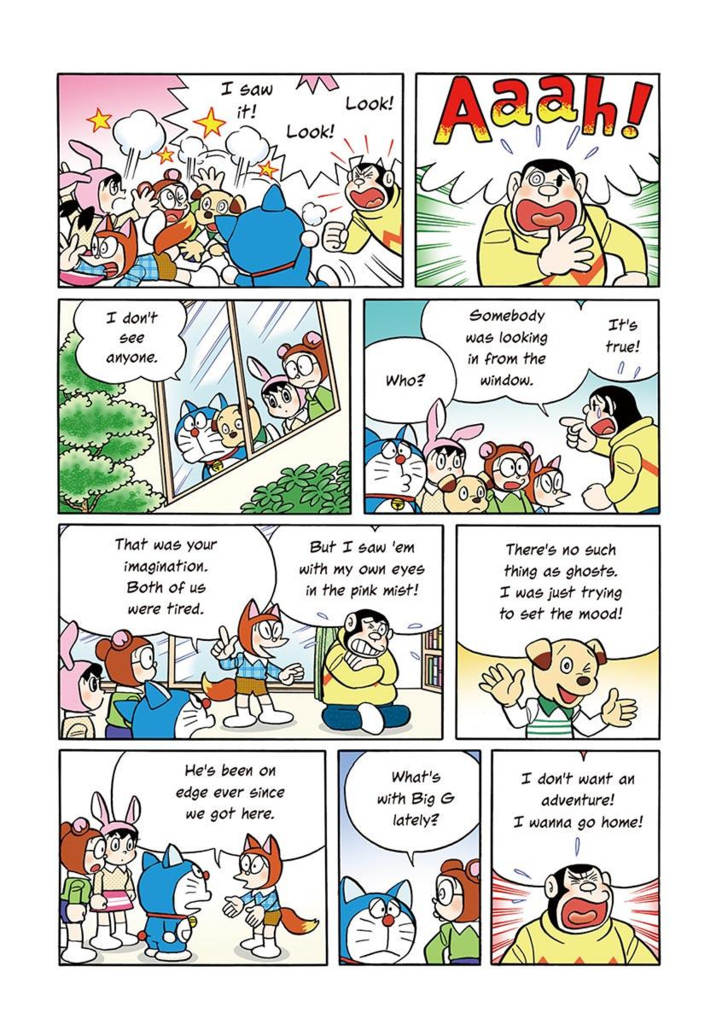 I saw
it!
Look!
Look!
Aaah!
I don't
see
anyone.
Who?
Somebody
was looking
in from the
window.
It's
true!
That was your
imagination.
Both of us
were tired.
But I saw 'em
with my own eyes
in the pink mist!
There's no such
thing as ghosts.
I was just trying
to set the mood!
He's been on
edge ever since
we got here.
What's
with Big G
lately?
I don't want an
adventure!
I wanna go home!